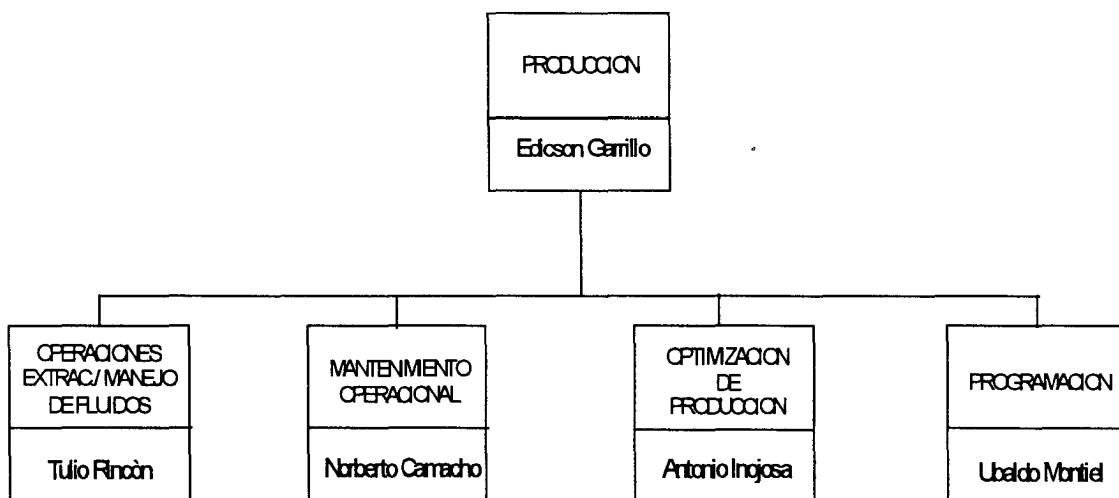 PRODUCCION
Edicson Garrillo
OPERACIONES
EXTRAC./ MANEJO
DE FLUIDOS
Tulio RIncòn
MANTENIMIENTO
OPERACIONAL
Norberto Camacho
OPTIMIZACION
DE
PRODUCCION
Antonio Inojosa
PROGRAMACION
Ubaldo Montiel